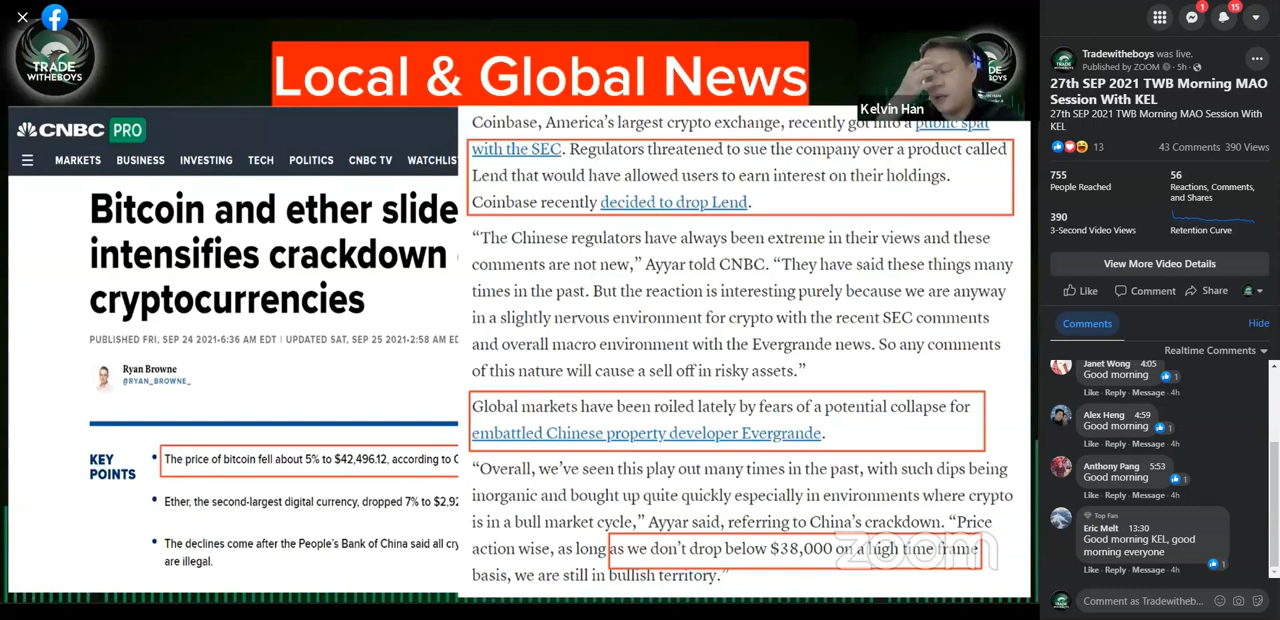 TRADE
WITHEBOYS
Local & Global News
Kelvin Han
CNBC PRO
MARKETS BUSINESS INVESTING TECH POLITICS CNBC TV WATCHLIS
Bitcoin and ether slide
intensifies crackdown
cryptocurrencies
PUBLISHED FRI, SEP 24 2021 • 6:36 AM EDT | UPDATED SAT, SEP 25 2021 • 2:58 AM ED
Ryan Browne
@RYAN_BROWNE_
KEY
POINTS
• The price of bitcoin fell about 5% to $42,496.12, according to C
• Ether, the second-largest digital currency, dropped 7% to $2,92
• The declines come after the People's Bank of China said all cry
are illegal.
Coinbase, America's largest crypto exchange, recently got into a public spat
with the SEC. Regulators threatened to sue the company over a product called
Lend that would have allowed users to earn interest on their holdings.
Coinbase recently decided to drop Lend.
“The Chinese regulators have always been extreme in their views and these
comments are not new,” Ayyar told CNBC. “They have said these things many
times in the past. But the reaction is interesting purely because we are anyway
in a slightly nervous environment for crypto with the recent SEC comments
and overall macro environment with the Evergrande news. So any comments
of this nature will cause a sell off in risky assets.”
Global markets have been roiled lately by fears of a potential collapse for
embattled Chinese property developer Evergrande.
“Overall, we've seen this play out many times in the past, with such dips being
inorganic and bought up quite quickly especially in environments where crypto
is in a bull market cycle,” Ayyar said, referring to China's crackdown. “Price
action wise, as long as we don't drop below $38,000 on a high time frame
basis, we are still in bullish territory.”
zoom
1
15
Tradewitheboys was live.
Published by ZOOM · 5h ·
27th SEP 2021 TWB Morning MAO
Session With KEL
27th SEP 2021 TWB Morning MAO Session With
KEL
13 43 Comments 390 Views
755
People Reached
56
Reactions, Comments,
and Shares
390
3-Second Video Views
Retention Curve
View More Video Details
Like Comment Share
Comments Hide
Realtime Comments
Janet Wong 4:05
Good morning 1
Like · Reply · Message · 4h
Alex Heng 4:59
Good morning 1
Like · Reply · Message · 4h
Anthony Pang 5:53
Good morning 1
Like · Reply · Message · 4h
Top Fan
Eric Melt 13:30
Good morning KEL, good
morning everyone
1
Like · Reply · Message · 4h
Comment as Tradewitheb...